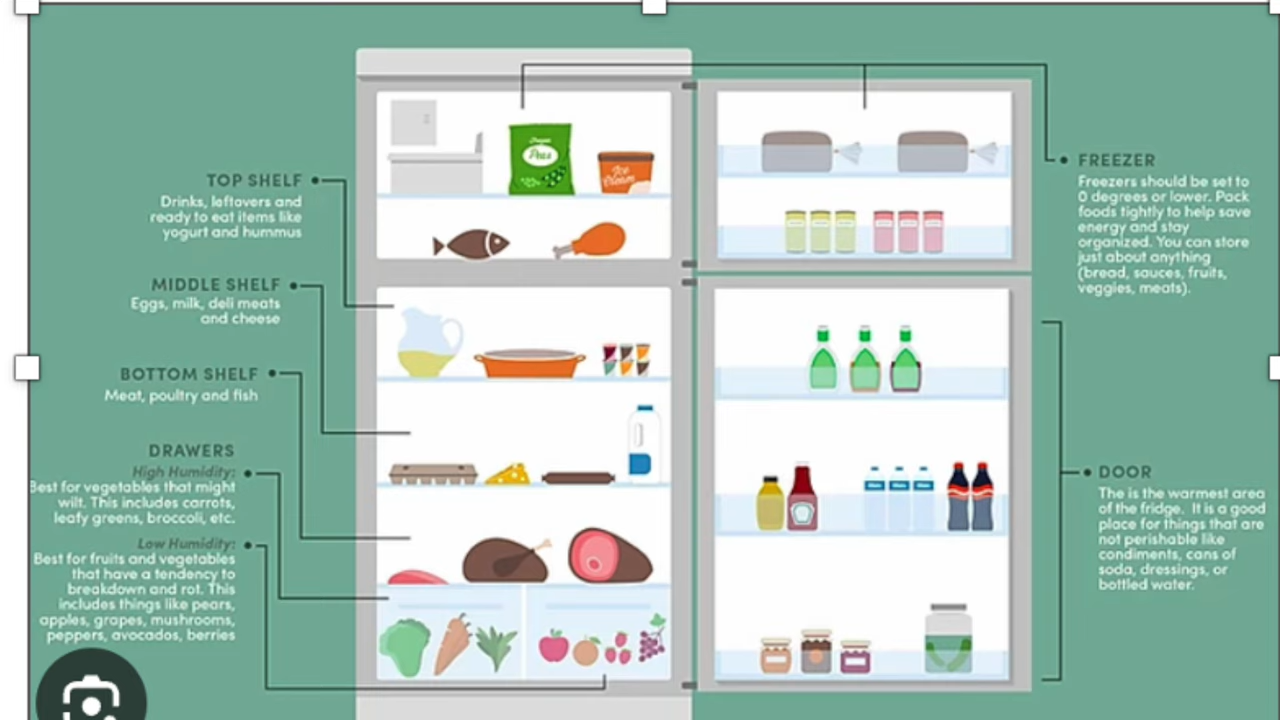 TOP SHELF
Drinks, leftovers and
ready to eat items like
yogurt and hummus
MIDDLE SHELF
Eggs, milk, deli meats
and cheese
BOTTOM SHELF
Meat, poultry and fish
DRAWERS
High Humidity:
Best for vegetables that might
wilt. This includes carrots,
leafy greens, broccoli, etc.
Low Humidity:
Best for fruits and vegetables
that have a tendency to
breakdown and rot. This
includes things like pears,
apples, grapes, mushrooms,
peppers, avocados, berries
Peas
Ice
Cream
FREEZER
Freezers should be set to
0 degrees or lower. Pack
foods tightly to help save
energy and stay
organized. You can store
just about anything
(bread, sauces, fruits,
veggies, meats).
DOOR
The is the warmest area
of the fridge. It is a good
place for things that are
not perishable like
condiments, cans of
soda, dressings, or
bottled water.